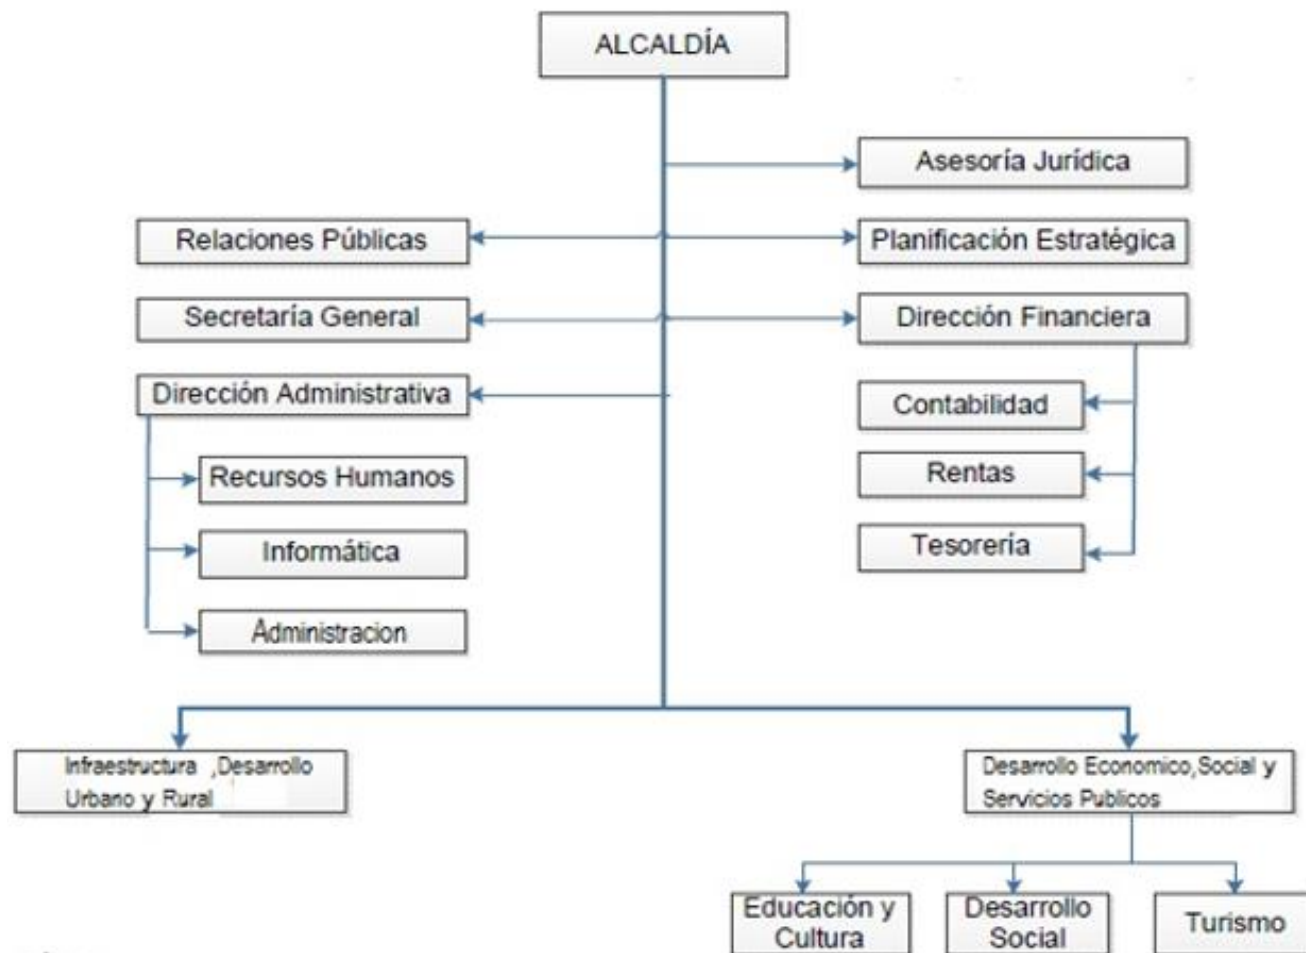 ALCALDÍA
Asesoría Jurídica
Relaciones Públicas
Planificación Estratégica
Secretaría General
Dirección Financiera
Dirección Administrativa
Contabilidad
Recursos Humanos
Rentas
Informática
Tesorería
Administracion
Infraestructura ,Desarrollo
Urbano y Rural
Desarrollo Economico,Social y
Servicios Publicos
Educación y
Cultura
Desarrollo
Social
Turismo